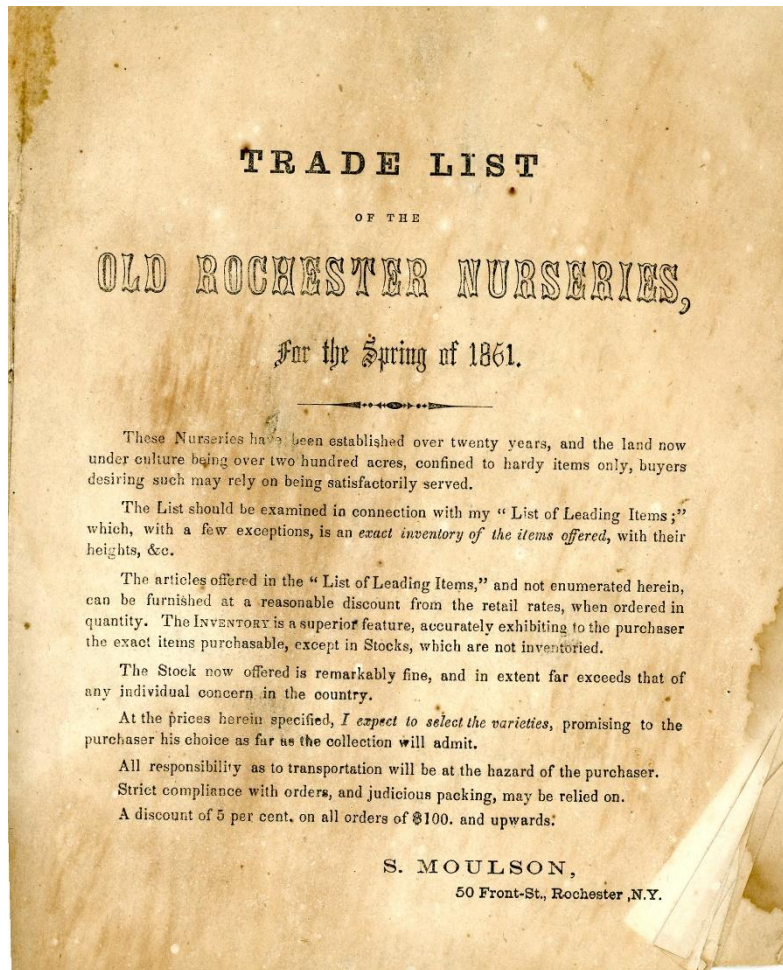 TRADE LIST
OF THE
OLD ROCHESTER NURSERIES,
For the Spring of 1861.
These Nurseries have been established over twenty years, and the land now
under culture being over two hundred acres, confined to hardy items only, buyers
desiring such may rely on being satisfactorily served.
The List should be examined in connection with my “ List of Leading Items ;”
which, with a few exceptions, is an exact inventory of the items offered, with their
heights, &c.
The articles offered in the “ List of Leading Items,” and not enumerated herein,
can be furnished at a reasonable discount from the retail rates, when ordered in
quantity. The INVENTORY is a superior feature, accurately exhibiting to the purchaser
the exact items purchasable, except in Stocks, which are not inventoried.
The Stock now offered is remarkably fine, and in extent far exceeds that of
any individual concern in the country.
At the prices herein specified, I expect to select the varieties, promising to the
purchaser his choice as far as the collection will admit.
All responsibility as to transportation will be at the hazard of the purchaser.
Strict compliance with orders, and judicious packing, may be relied on.
A discount of 5 per cent. on all orders of $100. and upwards.
S. MOULSON,
50 Front-St., Rochester ,N.Y.